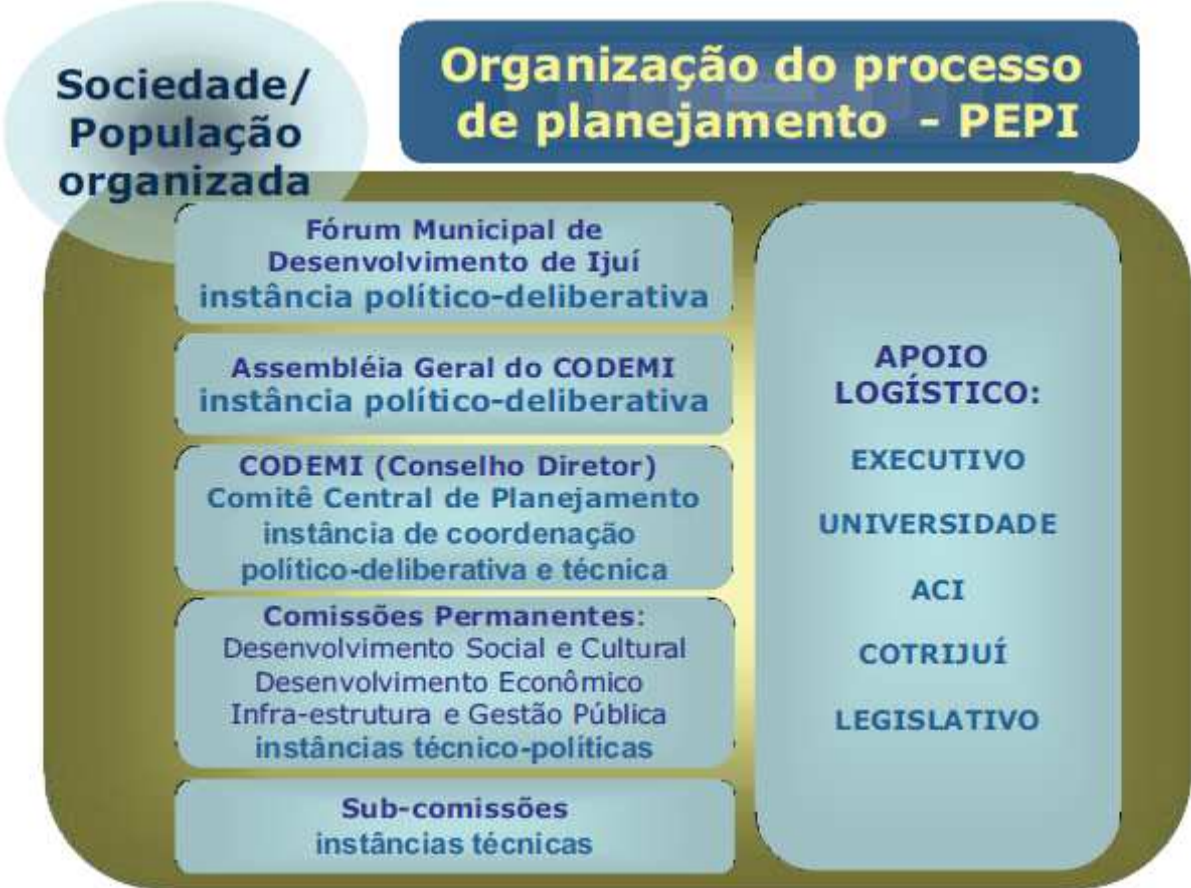 Sociedade/
População
organizada
Organização do processo
de planejamento - PEPI
Fórum Municipal de
Desenvolvimento de Ijuí
instância político-deliberativa
Assembléia Geral do CODEMI
instância político-deliberativa
CODEMI (Conselho Diretor)
Comitê Central de Planejamento
instância de coordenação
político-deliberativa e técnica
Comissões Permanentes:
Desenvolvimento Social e Cultural
Desenvolvimento Econômico
Infra-estrutura e Gestão Pública
instâncias técnico-políticas
Sub-comissões
instâncias técnicas
APOIO
LOGÍSTICO:
EXECUTIVO
UNIVERSIDADE
ACI
COTRIJUÍ
LEGISLATIVO